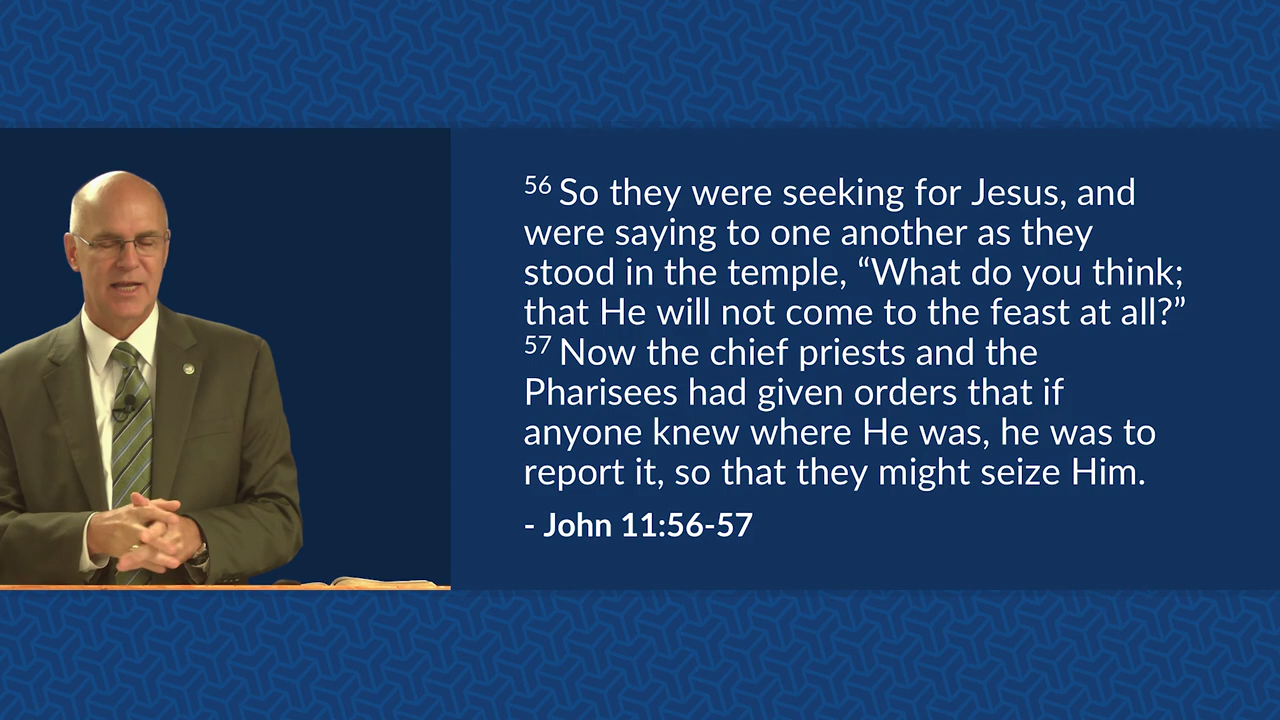 56 So they were seeking for Jesus, and
were saying to one another as they
stood in the temple, “What do you think;
that He will not come to the feast at all?”
57 Now the chief priests and the
Pharisees had given orders that if
anyone knew where He was, he was to
report it, so that they might seize Him.
- John 11:56-57